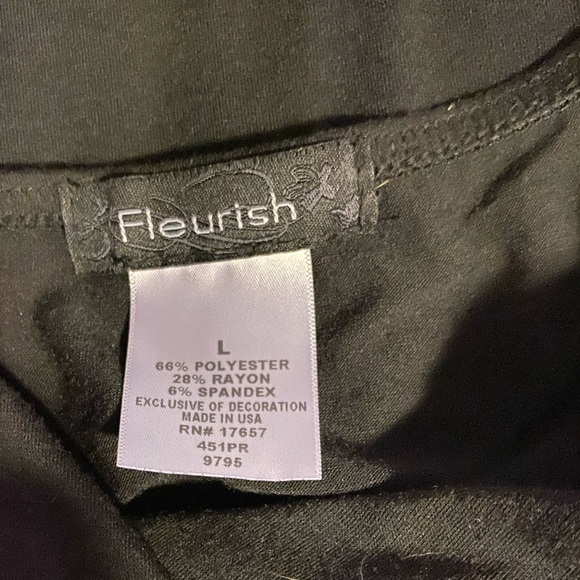 Fleurish
L
66% POLYESTER
28% RAYON
6% SPANDEX
EXCLUSIVE OF DECORATION
MADE IN USA
RN# 17657
451PR
9795